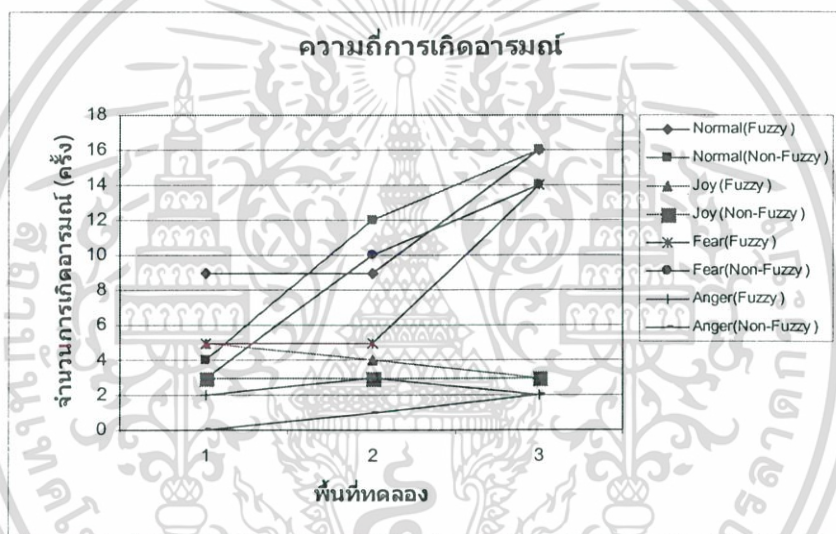 ความถี่การเกิดอารมณ์
จำนวนการเกิดอารมณ์ (ครั้ง)
18
16
14
12
10
8
6
4
2
0
1 2 3
พื้นที่ทดลอง
Normal(Fuzzy)
Normal(Non-Fuzzy)
Joy(Fuzzy)
Joy(Non-Fuzzy)
Fear(Fuzzy)
Fear(Non-Fuzzy)
Anger(Fuzzy)
Anger(Non-Fuzzy)